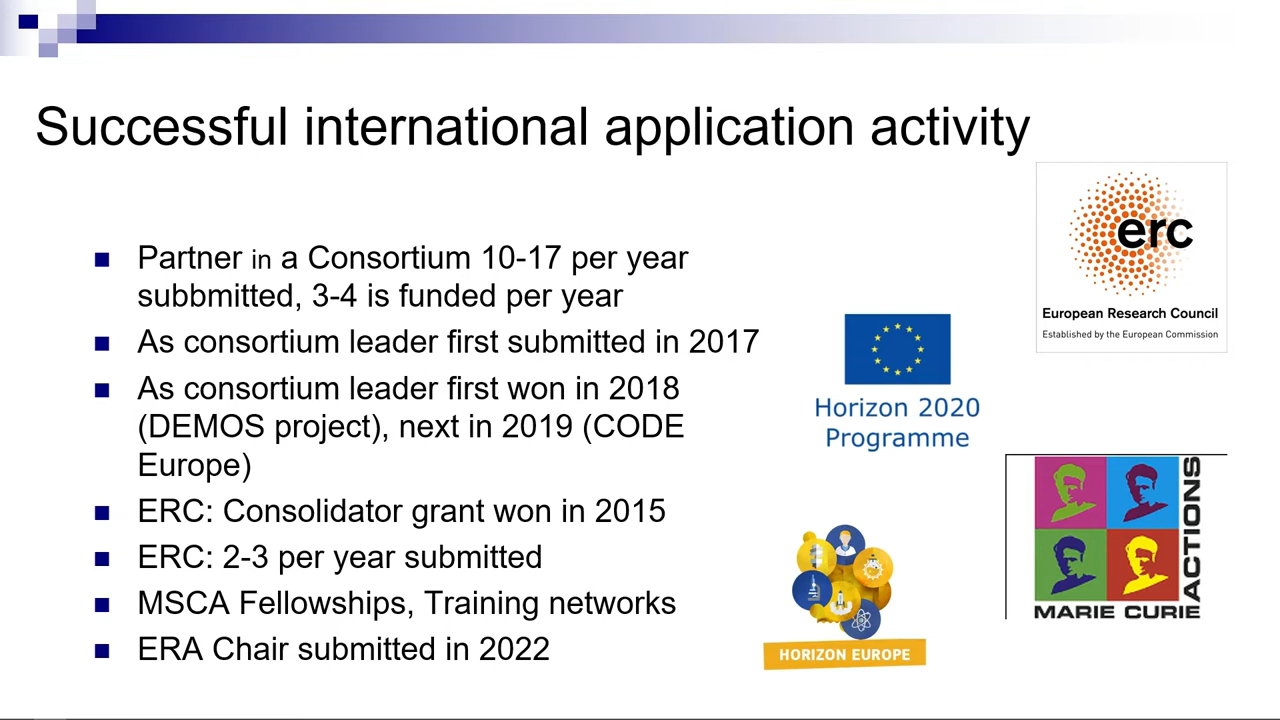 Successful international application activity
Partner in a Consortium 10-17 per year
subbmitted, 3-4 is funded per year
As consortium leader first submitted in 2017
As consortium leader first won in 2018
(DEMOS project), next in 2019 (CODE
Europe)
ERC: Consolidator grant won in 2015
ERC: 2-3 per year submitted
MSCA Fellowships, Training networks
ERA Chair submitted in 2022
erc
European Research Council
Established by the European Commission
Horizon 2020
Programme
ACTIONS
MARIE CURIE
HORIZON EUROPE